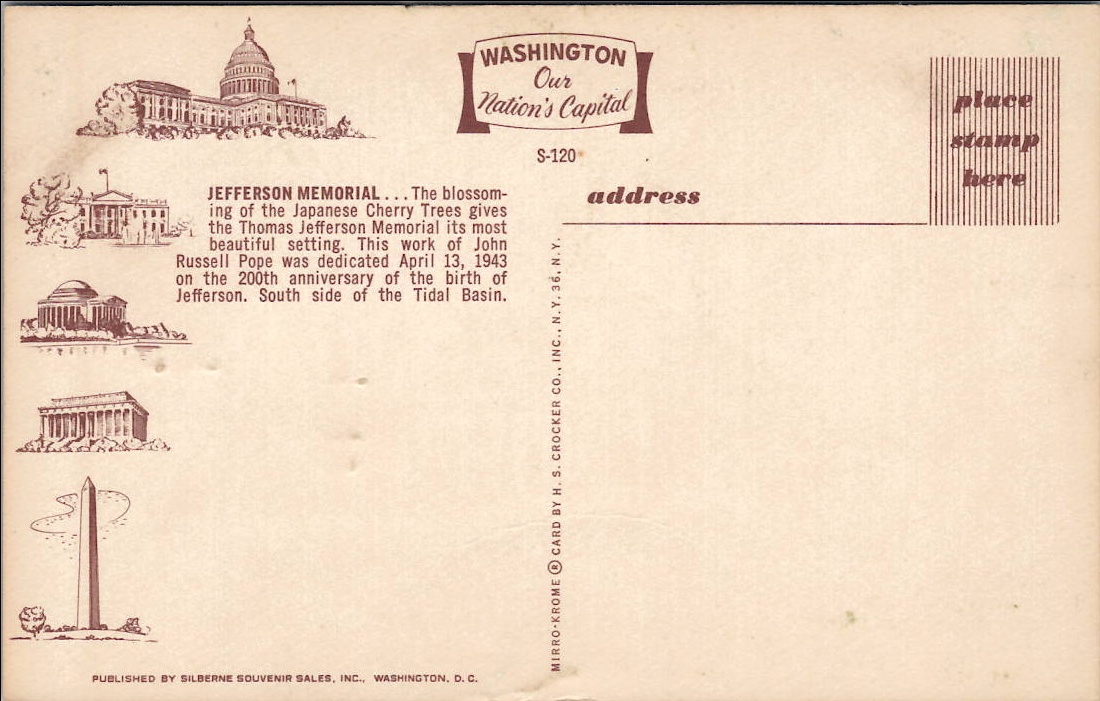 WASHINGTON
Our
Nation's Capital
S-120
place
stamp
here
address
JEFFERSON MEMORIAL . . . The blossom-
ing of the Japanese Cherry Trees gives
the Thomas Jefferson Memorial its most
beautiful setting. This work of John
Russell Pope was dedicated April 13, 1943
on the 200th anniversary of the birth of
Jefferson. South side of the Tidal Basin.
MIRRO-KROME ® CARD BY H. S. CROCKER CO., INC., N.Y. 36, N.Y.
PUBLISHED BY SILBERNE SOUVENIR SALES, INC., WASHINGTON, D. C.